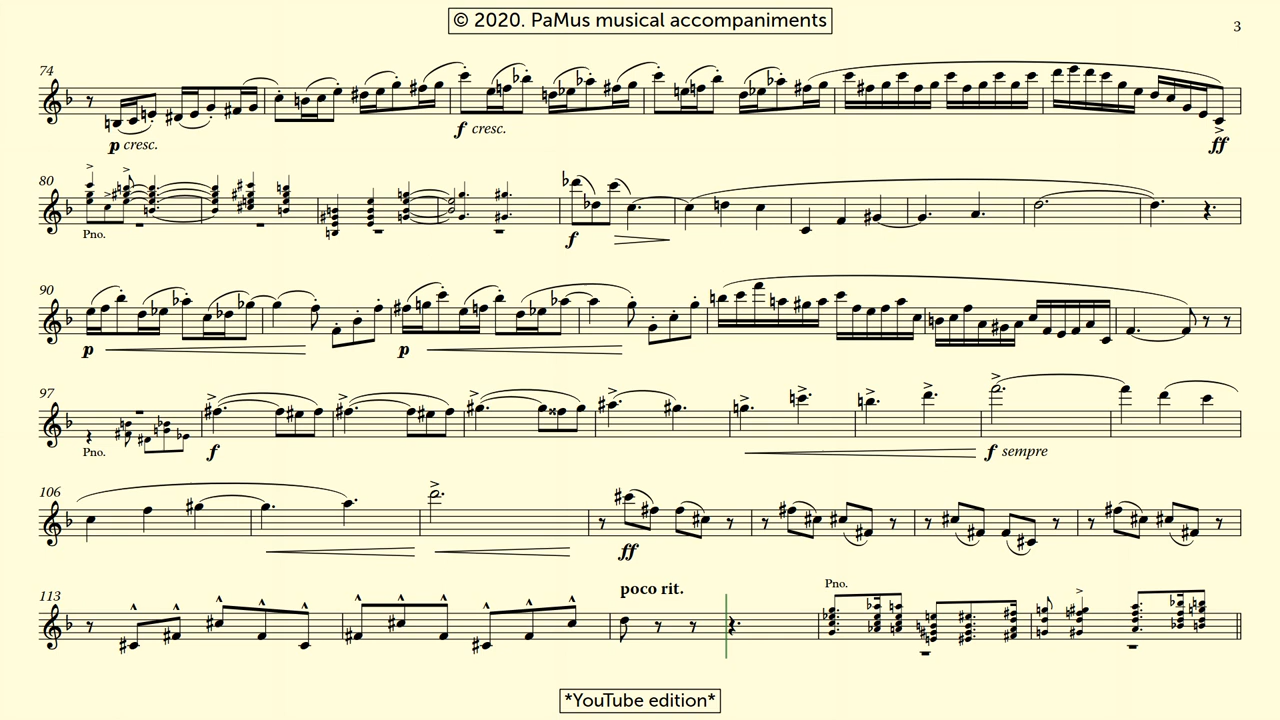 © 2020. PaMus musical accompaniments
3
74
p cresc.
f cresc.
ff
80
Pno.
f
90
p
p
97
Pno.
f
f sempre
106
ff
113
poco rit.
Pno.
*YouTube edition*